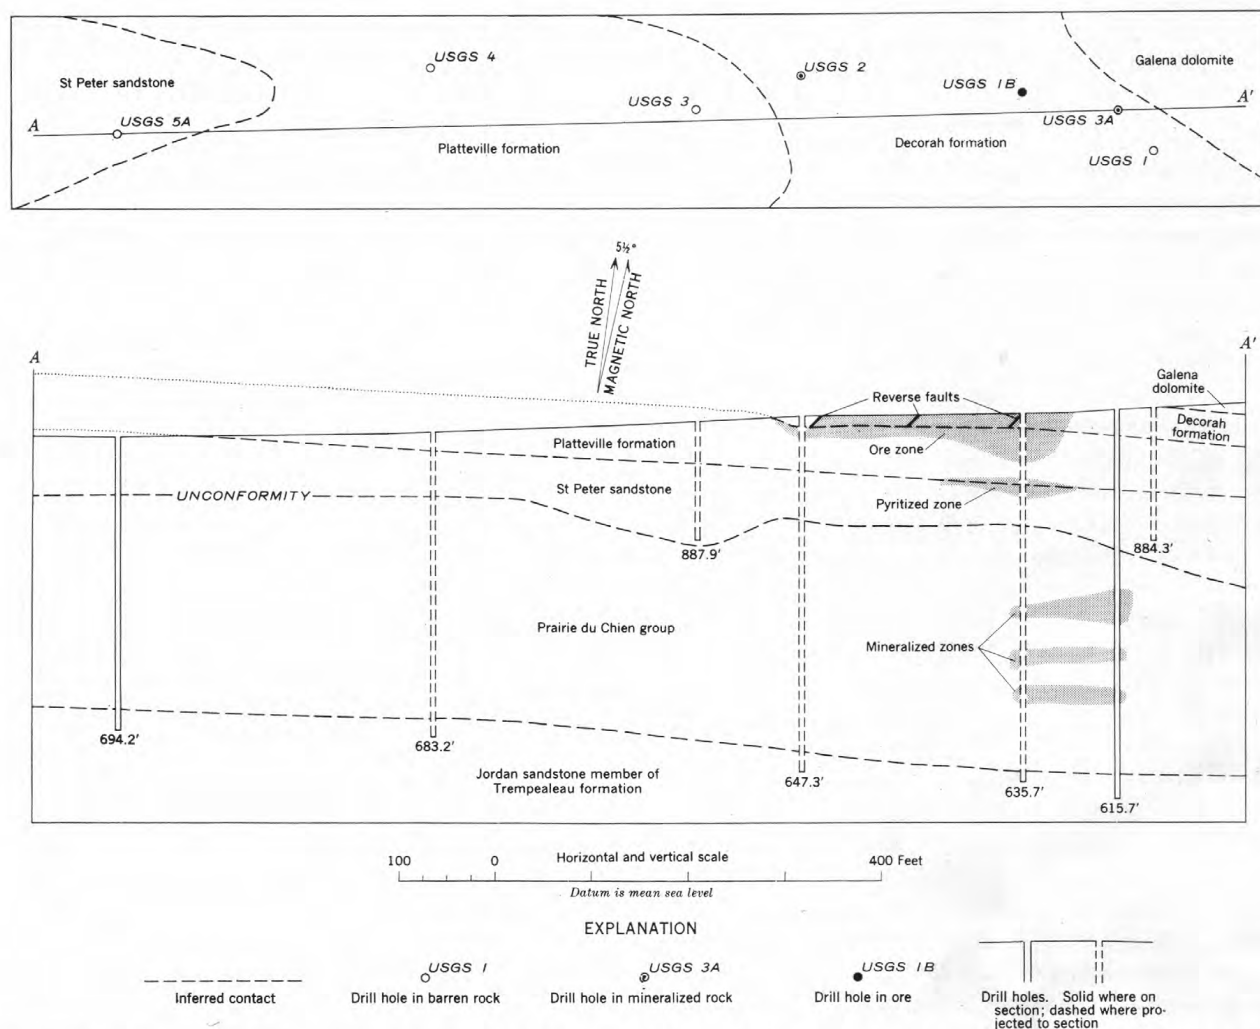 St Peter sandstone
USGS 4
USGS 2
USGS 1B
Galena dolomite
A
USGS 5A
USGS 3
USGS 3A
A'
Platteville formation
Decorah formation
USGS 1
5½°
TRUE NORTH
MAGNETIC NORTH
A
A'
Reverse faults
Galena
dolomite
Platteville formation
Ore zone
Decorah
formation
UNCONFORMITY
St Peter sandstone
Pyritized zone
887.9'
884.3'
Prairie du Chien group
Mineralized zones
694.2'
683.2'
647.3'
635.7'
615.7'
Jordan sandstone member of
Trempealeau formation
100 0 Horizontal and vertical scale 400 Feet
Datum is mean sea level
EXPLANATION
Inferred contact
USGS 1
Drill hole in barren rock
USGS 3A
Drill hole in mineralized rock
USGS 1B
Drill hole in ore
Drill holes. Solid where on
section; dashed where pro-
jected to section